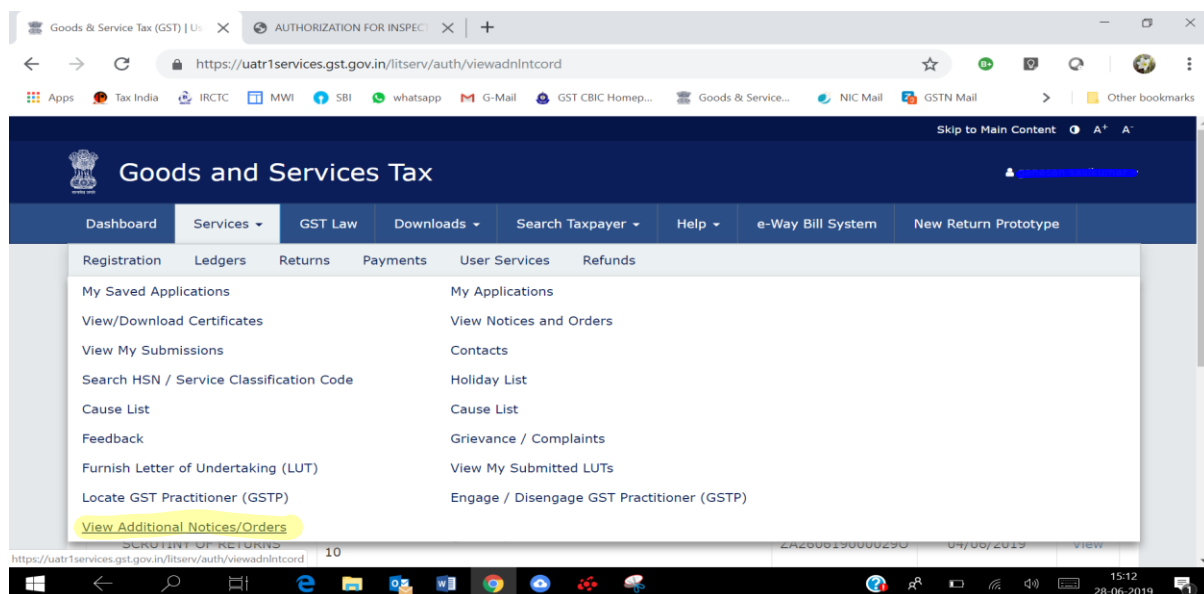 Goods & Service Tax (GST) | Us
AUTHORIZATION FOR INSPECT
https://uatr1services.gst.gov.in/litserv/auth/viewadnlntcord
Apps Tax India IRCTC MWI SBI whatsapp G-Mail GST CBIC Homep... Goods & Service... NIC Mail GSTN Mail Other bookmarks
Skip to Main Content A+ A-
Goods and Services Tax
Dashboard Services GST Law Downloads Search Taxpayer Help e-Way Bill System New Return Prototype
Registration Ledgers Returns Payments User Services Refunds
My Saved Applications My Applications
View/Download Certificates View Notices and Orders
View My Submissions Contacts
Search HSN / Service Classification Code Holiday List
Cause List Cause List
Feedback Grievance / Complaints
Furnish Letter of Undertaking (LUT) View My Submitted LUTs
Locate GST Practitioner (GSTP) Engage / Disengage GST Practitioner (GSTP)
View Additional Notices/Orders
SCRUTINY OF RETURNS 10 ZA260619000029O 04/06/2019 View
https://uatr1services.gst.gov.in/litserv/auth/viewadnlntcord
15:12
28-06-2019